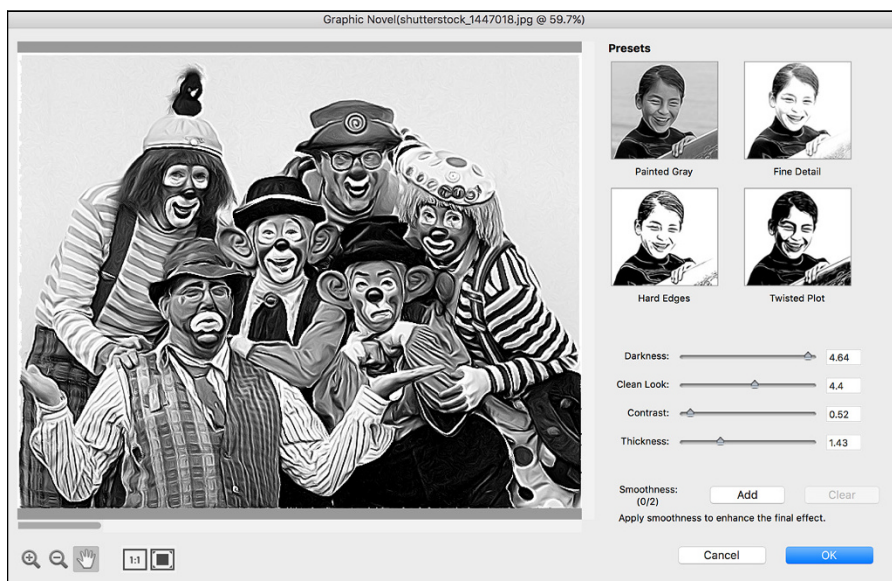 Graphic Novel(shutterstock_1447018.jpg @ 59.7%)
Presets
Painted Gray
Fine Detail
Hard Edges
Twisted Plot
Darkness: 4.64
Clean Look: 4.4
Contrast: 0.52
Thickness: 1.43
Smoothness: Add Clear
(0/2)
Apply smoothness to enhance the final effect.
1:1
Cancel OK